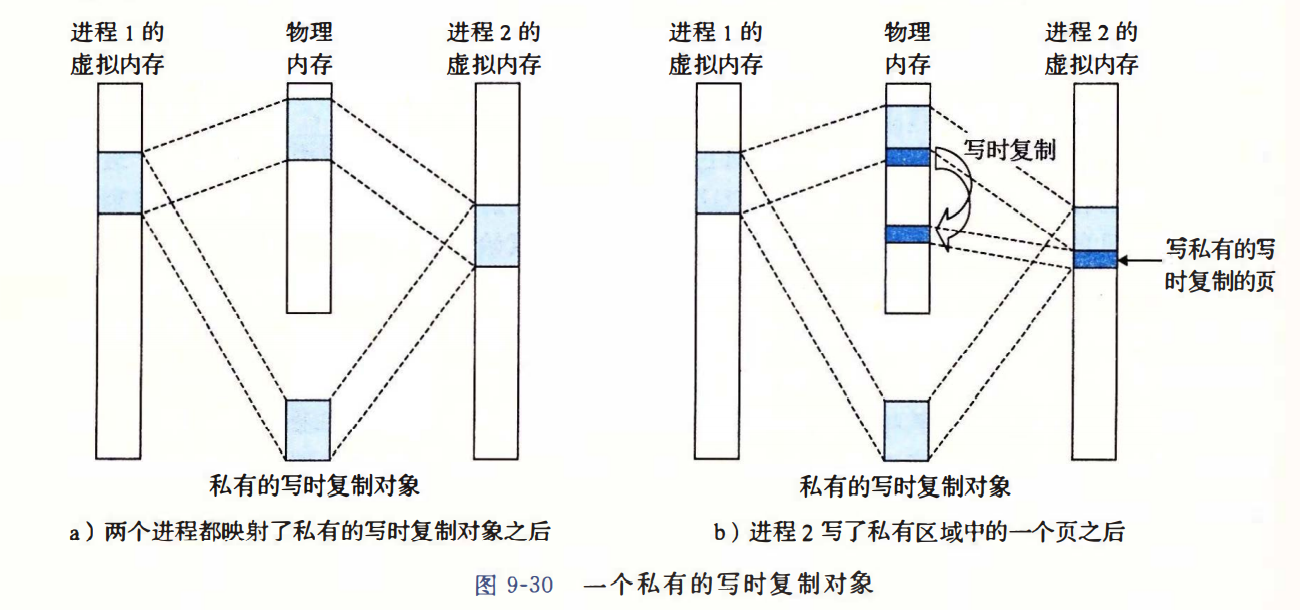 进程 1 的
虚拟内存
物理
内存
进程 2 的
虚拟内存
私有的写时复制对象
a）两个进程都映射了私有的写时复制对象之后
进程 1 的
虚拟内存
物理
内存
进程 2 的
虚拟内存
写时复制
写私有的写
时复制的页
私有的写时复制对象
b）进程 2 写了私有区域中的一个页之后
图 9-30 一个私有的写时复制对象